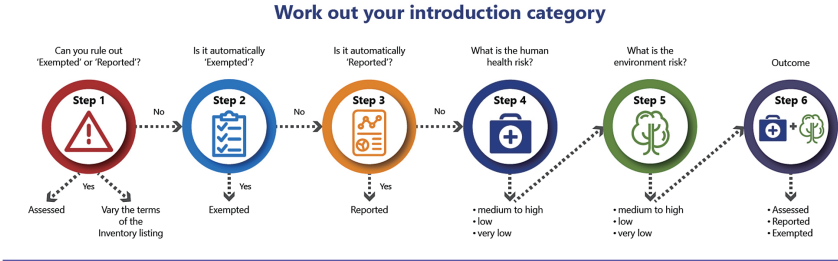 Work out your introduction category
Can you rule out
'Exempted' or 'Reported'?
Is it automatically
'Exempted'?
Is it automatically
'Reported'?
What is the human
health risk?
What is the
environment risk?
Outcome
Step 1
Step 2
Step 3
Step 4
Step 5
Step 6
No
No
No
Yes
Yes
Yes
Assessed
Vary the terms
of the
Inventory listing
Exempted
Reported
• medium to high
• low
• very low
• medium to high
• low
• very low
• Assessed
• Reported
• Exempted